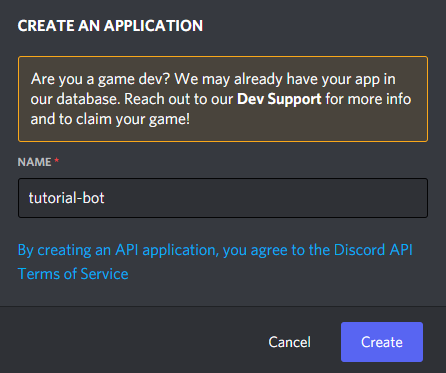 CREATE AN APPLICATION
Are you a game dev? We may already have your app in
our database. Reach out to our Dev Support for more info
and to claim your game!
NAME *
tutorial-bot
By creating an API application, you agree to the Discord API
Terms of Service
Cancel
Create